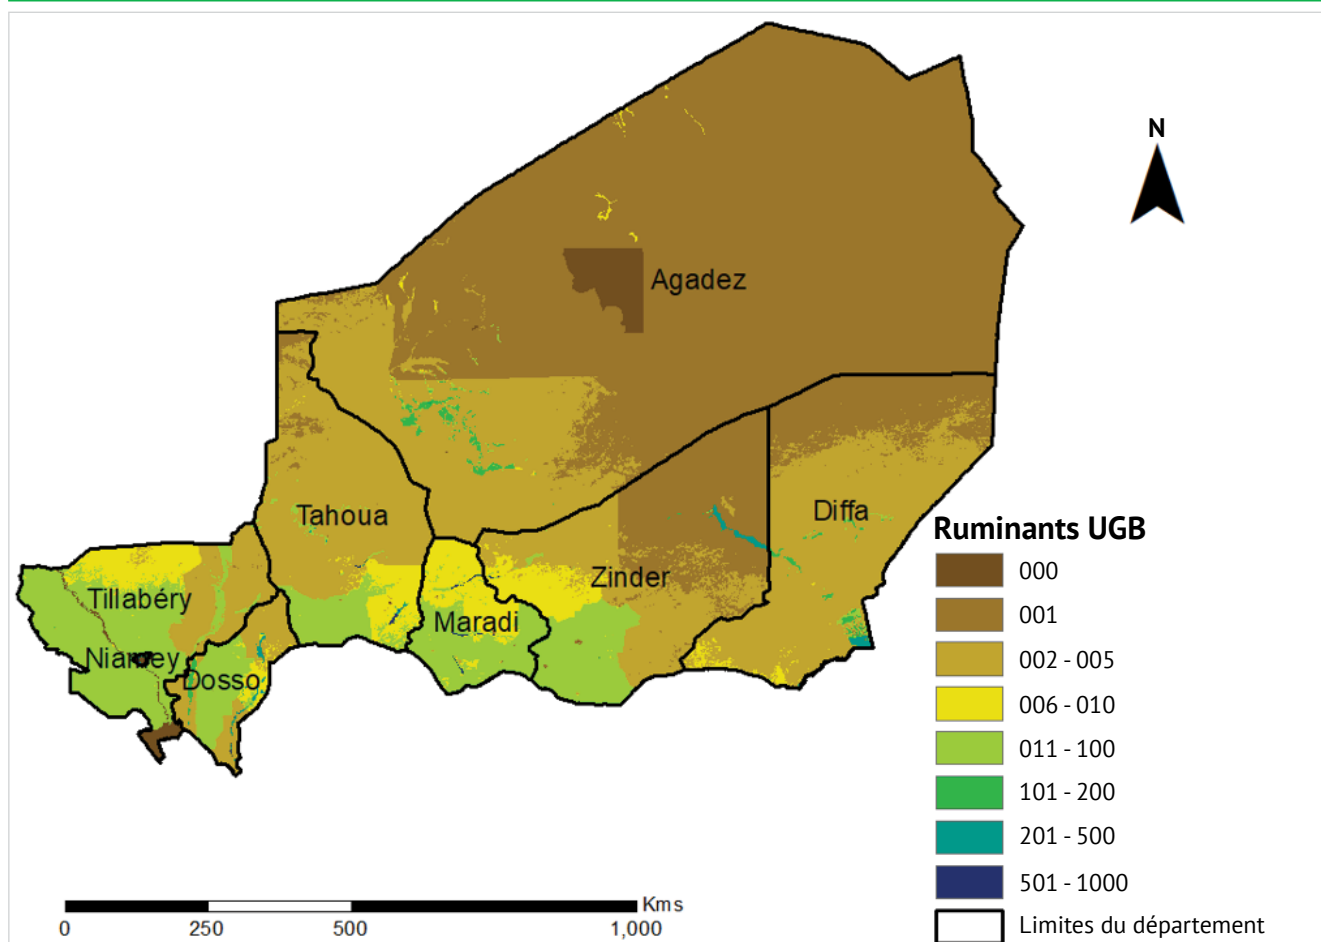 N
Agadez
Tahoua
Diffa
Zinder
Tillabéry
Maradi
Niamey
Dosso
Ruminants UGB
000
001
002 - 005
006 - 010
011 - 100
101 - 200
201 - 500
501 - 1000
Limites du département
Kms
0 250 500 1,000